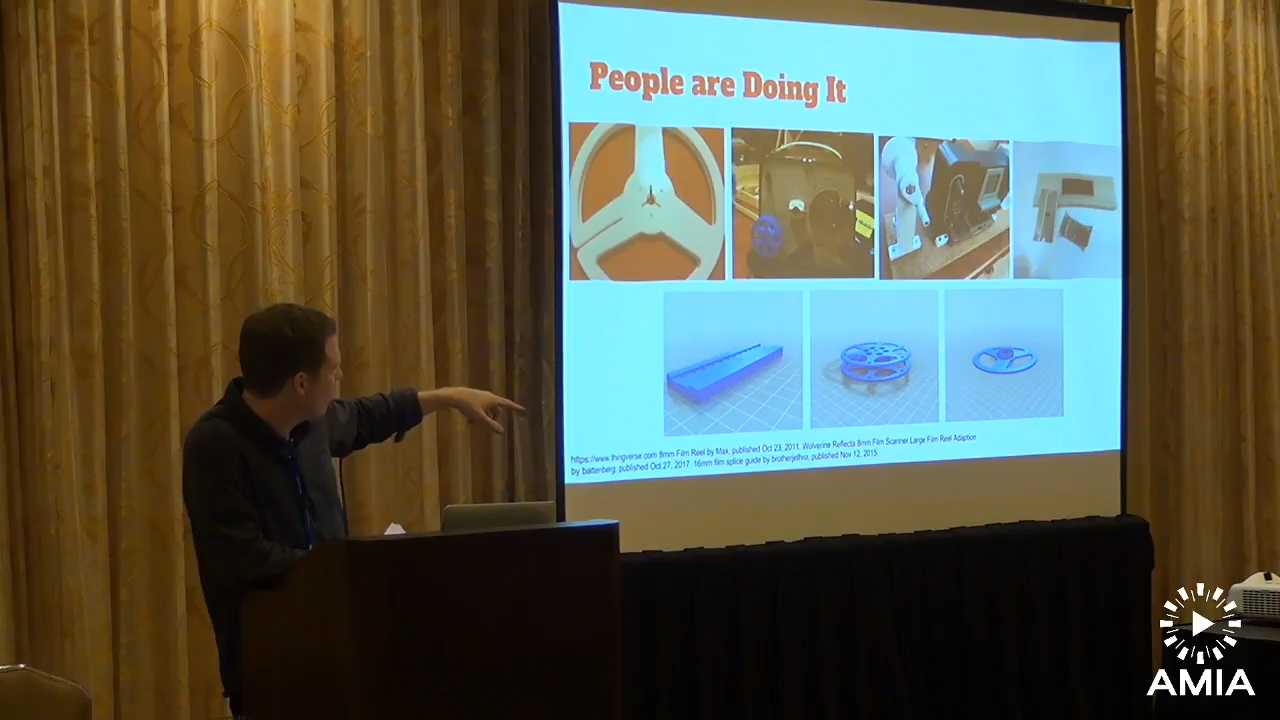 People are Doing It
https://www.thingverse.com 8mm Film Reel by Max, published Oct 23, 2011. Wolverine Reflecta 8mm Film Scanner Large Film Reel Adaption
by battenberg. published Oct 27, 2017 16mm film splice guide by brotherjethro, published Nov 12, 2015.
AMIA